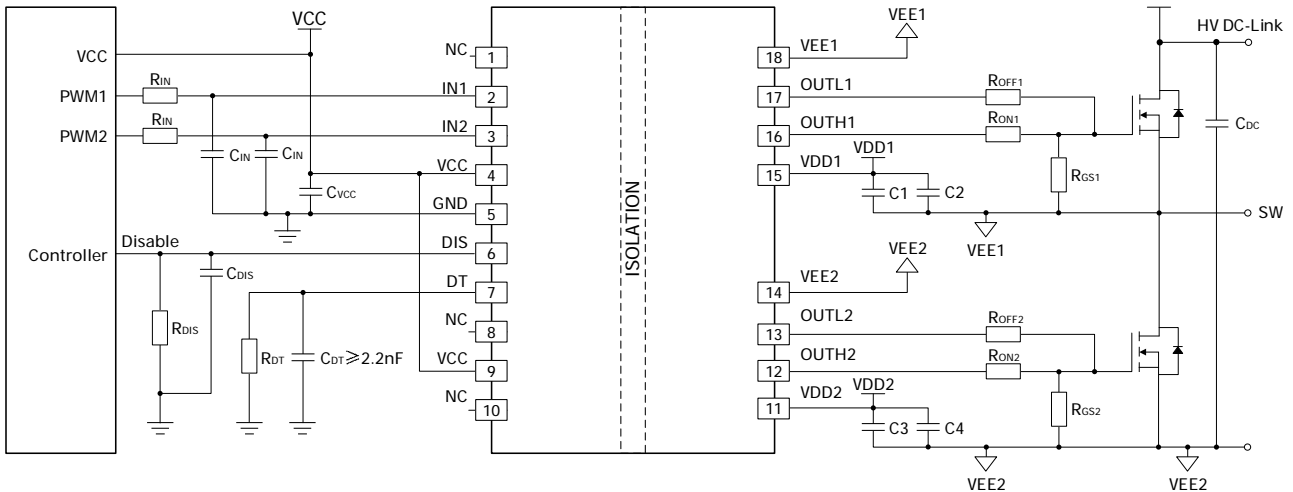 VCC
PWM1
PWM2
Controller
Disable
RIN
RIN
CIN
CIN
VCC
CVCC
CDIS
RDIS
RDT
CDT⩾2.2nF
NC
IN1
IN2
VCC
GND
DIS
DT
NC
VCC
NC
1
2
3
4
5
6
7
8
9
10
ISOLATION
18
17
16
15
14
13
12
11
VEE1
OUTL1
OUTH1
VDD1
VEE2
OUTL2
OUTH2
VDD2
VEE1
ROFF1
RON1
VDD1
C1
C2
RGS1
VEE1
HV DC-Link
CDC
SW
VEE2
ROFF2
RON2
VDD2
C3
C4
RGS2
VEE2
VEE2